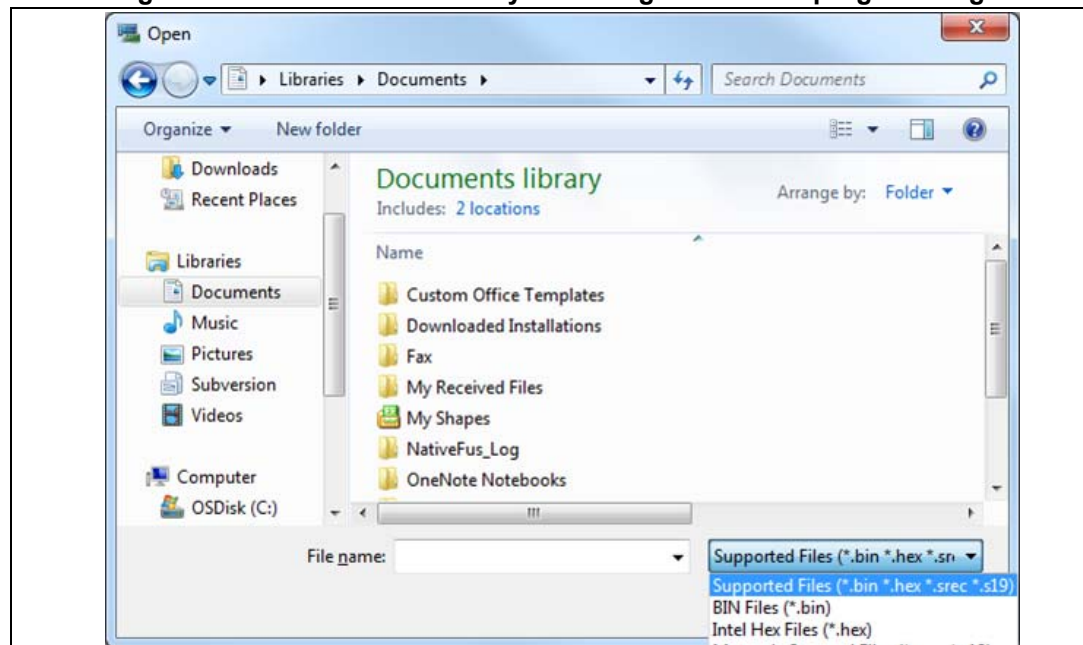 Open
Libraries Documents
Search Documents
Organize
New folder
Downloads
Recent Places
Libraries
Documents
Music
Pictures
Subversion
Videos
Computer
OSDisk (C:)
Documents library
Includes: 2 locations
Arrange by: Folder
Name
Custom Office Templates
Downloaded Installations
Fax
My Received Files
My Shapes
NativeFus_Log
OneNote Notebooks
File name:
Supported Files (*.bin *.hex *.sr
Supported Files (*.bin *.hex *.srec *.s19)
BIN Files (*.bin)
Intel Hex Files (*.hex)